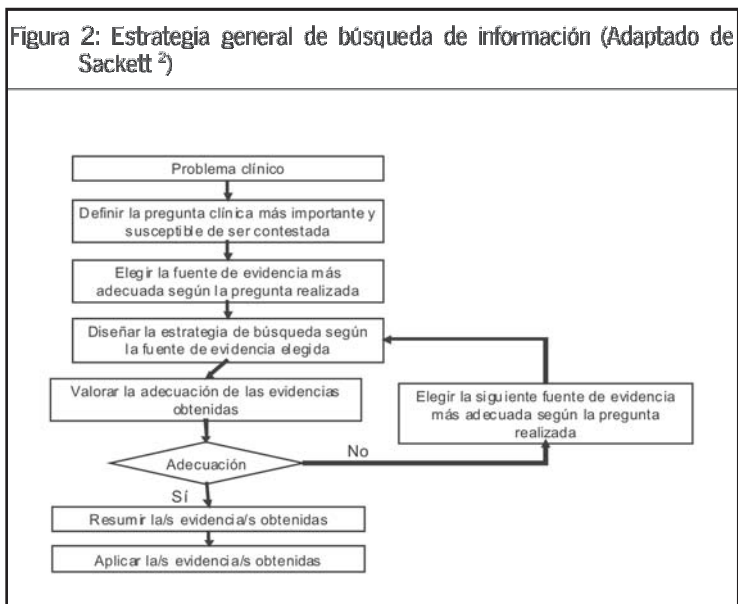 Figura 2: Estrategia general de búsqueda de información (Adaptado de
Sackett ²)
Problema clínico
Definir la pregunta clínica más importante y
susceptible de ser contestada
Elegir la fuente de evidencia más
adecuada según la pregunta realizada
Diseñar la estrategia de búsqueda según
la fuente de evidencia elegida
Valorar la adecuación de las evidencias
obtenidas
Elegir la siguiente fuente de evidencia
más adecuada según la pregunta
realizada
Adecuación
No
Sí
Resumir la/s evidencia/s obtenidas
Aplicar la/s evidencia/s obtenidas